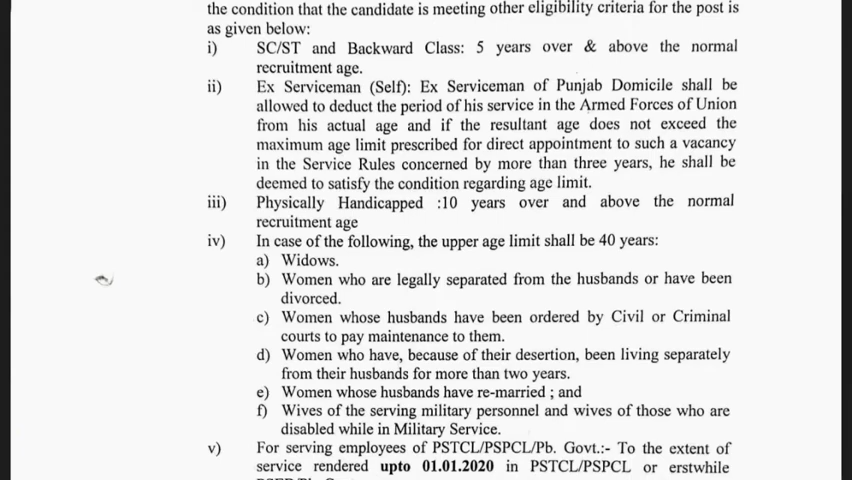 the condition that the candidate is meeting other eligibility criteria for the post is
as given below:
i) SC/ST and Backward Class: 5 years over & above the normal
recruitment age.
ii) Ex Serviceman (Self): Ex Serviceman of Punjab Domicile shall be
allowed to deduct the period of his service in the Armed Forces of Union
from his actual age and if the resultant age does not exceed the
maximum age limit prescribed for direct appointment to such a vacancy
in the Service Rules concerned by more than three years, he shall be
deemed to satisfy the condition regarding age limit.
iii) Physically Handicapped :10 years over and above the normal
recruitment age
iv) In case of the following, the upper age limit shall be 40 years:
a) Widows.
b) Women who are legally separated from the husbands or have been
divorced.
c) Women whose husbands have been ordered by Civil or Criminal
courts to pay maintenance to them.
d) Women who have, because of their desertion, been living separately
from their husbands for more than two years.
e) Women whose husbands have re-married ; and
f) Wives of the serving military personnel and wives of those who are
disabled while in Military Service.
v) For serving employees of PSTCL/PSPCL/Pb. Govt.:- To the extent of
service rendered upto 01.01.2020 in PSTCL/PSPCL or erstwhile